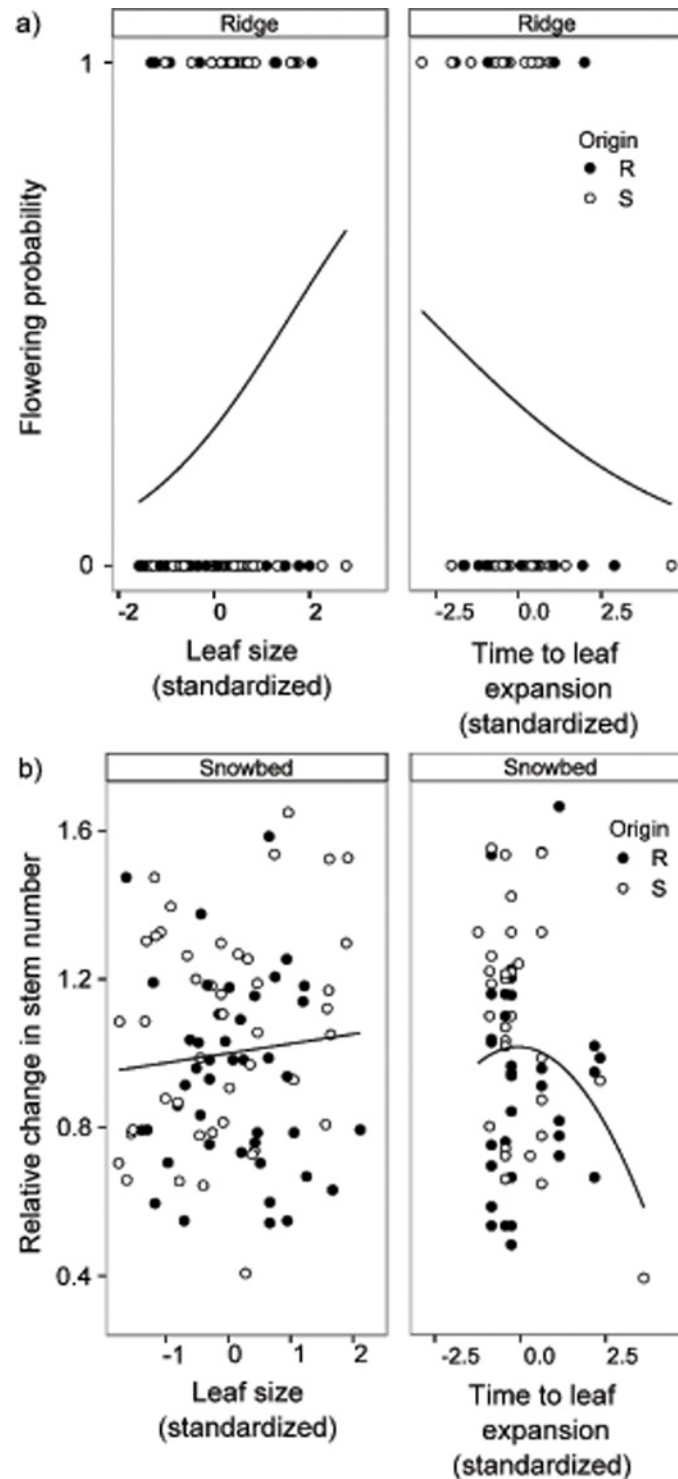 a)
Ridge
Ridge
1
0
Flowering probability
Origin
R
S
-2
0
2
-2.5
0.0
2.5
Leaf size
(standardized)
Time to leaf
expansion
(standardized)
b)
Snowbed
Snowbed
1.6
1.2
0.8
0.4
Relative change in stem number
Origin
R
S
-1
0
1
2
-2.5
0.0
2.5
Leaf size
(standardized)
Time to leaf
expansion
(standardized)